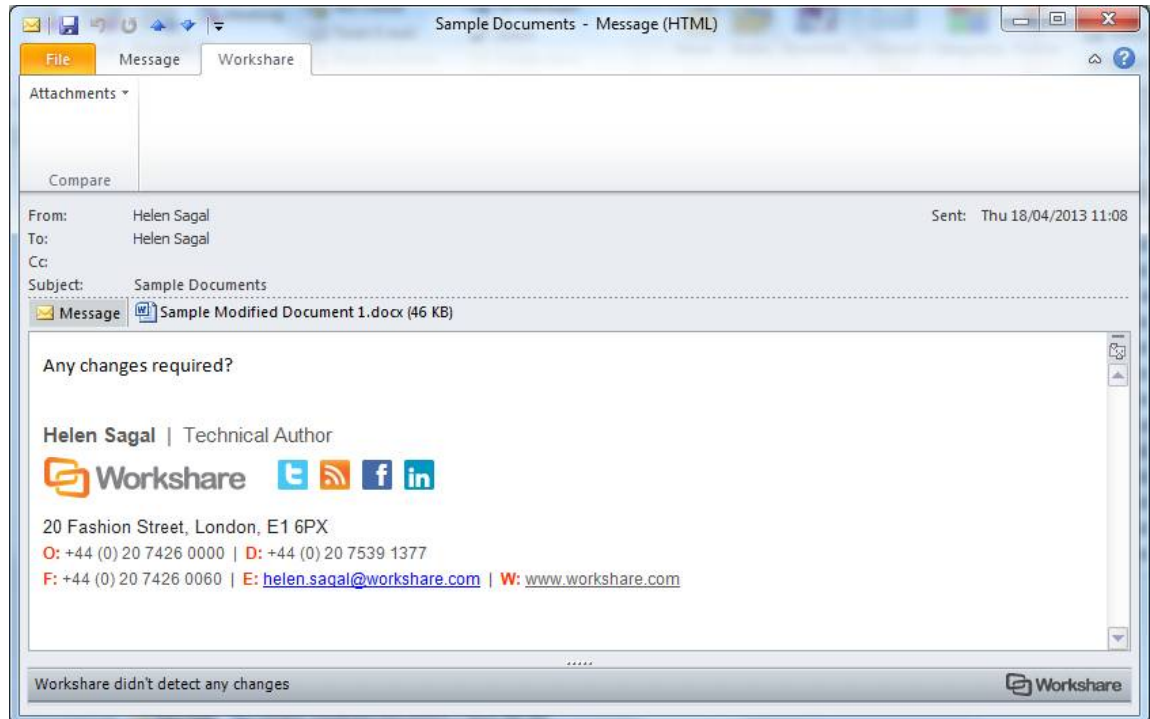 Sample Documents - Message (HTML)
File Message Workshare
Attachments
Compare
From: Helen Sagal Sent: Thu 18/04/2013 11:08
To: Helen Sagal
Cc:
Subject: Sample Documents
Message Sample Modified Document 1.docx (46 KB)
Any changes required?
Helen Sagal | Technical Author
Workshare
20 Fashion Street, London, E1 6PX
O: +44 (0) 20 7426 0000 | D: +44 (0) 20 7539 1377
F: +44 (0) 20 7426 0060 | E: helen.sagal@workshare.com | W: www.workshare.com
Workshare didn't detect any changes Workshare